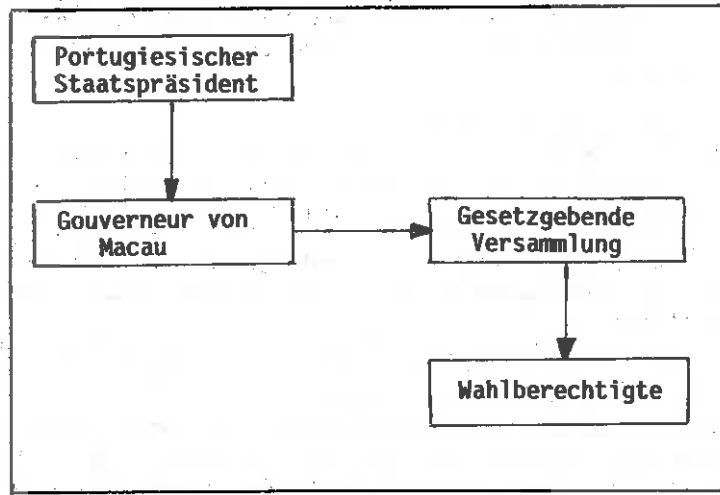 Portugiesischer
Staatspräsident
Gouverneur von
Macau
Gesetzgebende
Versammlung
Wahlberechtigte